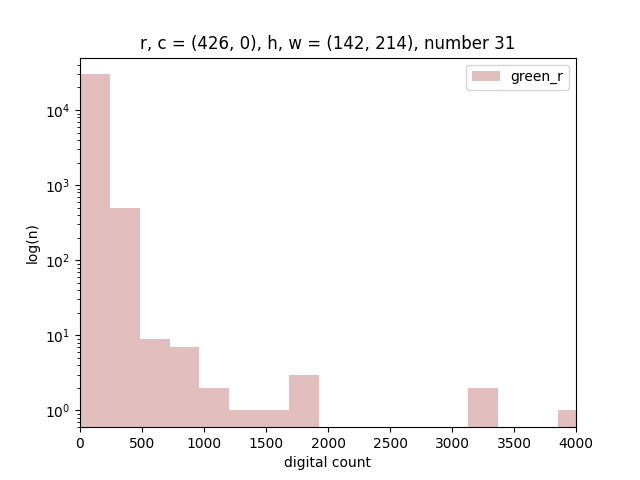 r, c = (426, 0), h, w = (142, 214), number 31
green_r
log(n)
10⁴
10³
10²
10¹
10⁰
0 500 1000 1500 2000 2500 3000 3500 4000
digital count